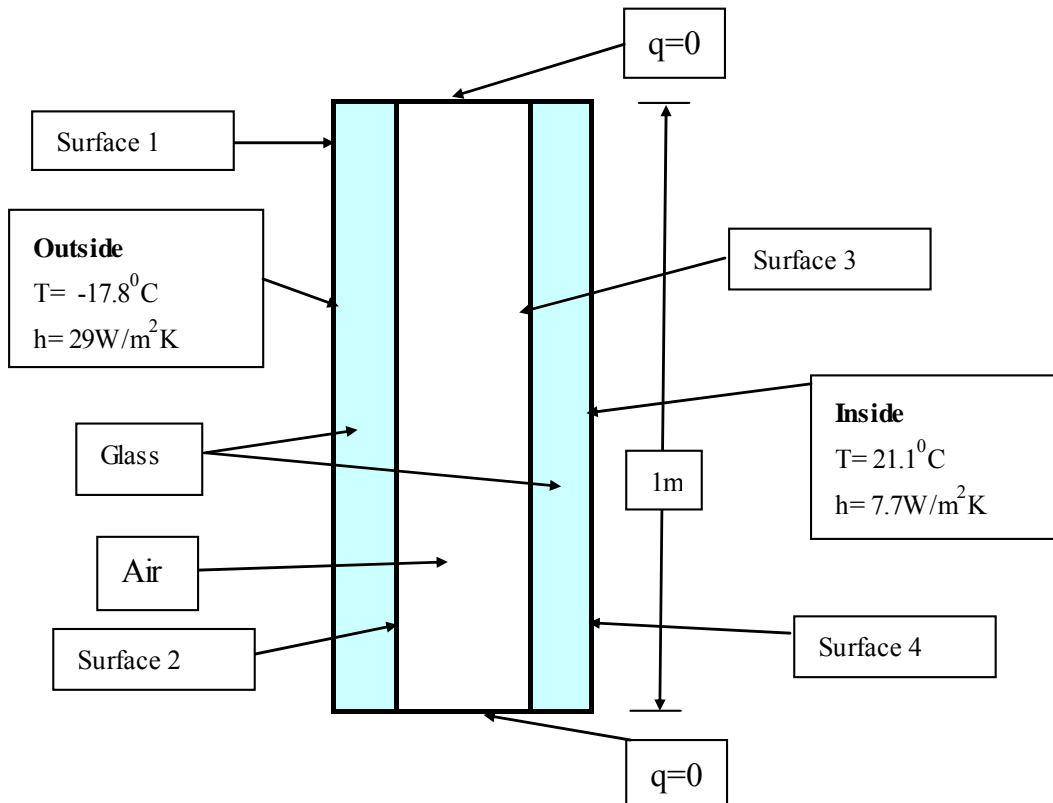 q=0
Surface 1
Outside
T= -17.8⁰C
h= 29W/m²K
Surface 3
Glass
Inside
T= 21.1⁰C
h= 7.7W/m²K
1m
Air
Surface 2
Surface 4
q=0